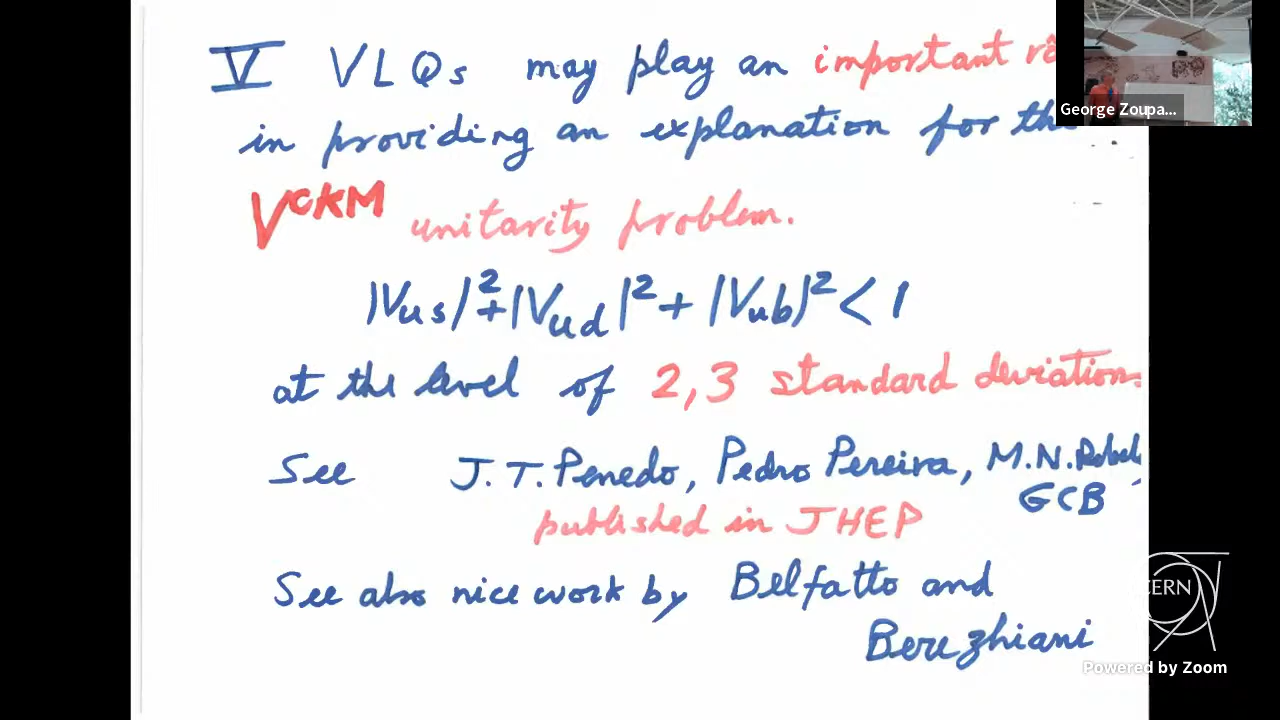 V VLQs may play an important rô
in providing an explanation for the
V^CKM unitarity problem.
|Vus|²+|Vud|²+|Vub|²<1
at the level of 2,3 standard deviations
See J.T. Penedo, Pedro Pereira, M.N.
GCB
published in JHEP
See also nice work by Belfatto and
Berezhiani
George Zoupa...
CERN
Powered by Zoom